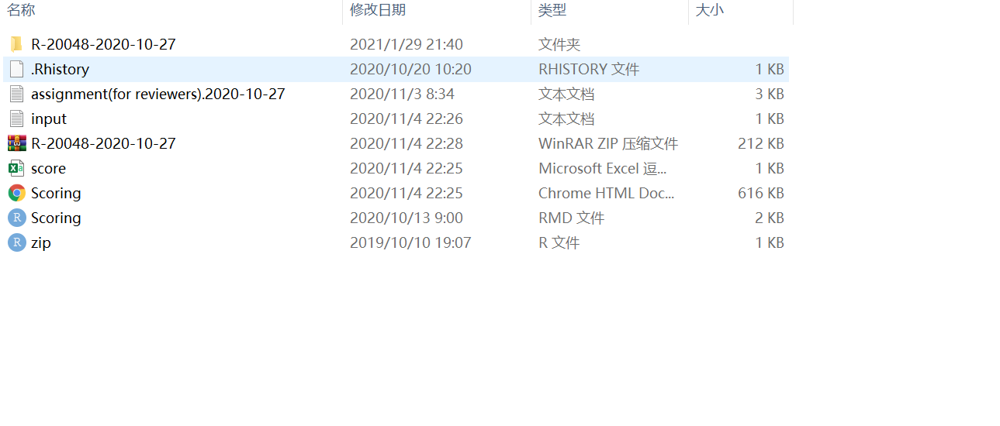 名称 修改日期 类型 大小
R-20048-2020-10-27 2021/1/29 21:40 文件夹
.Rhistory 2020/10/20 10:20 RHISTORY 文件 1 KB
assignment(for reviewers).2020-10-27 2020/11/3 8:34 文本文档 3 KB
input 2020/11/4 22:26 文本文档 1 KB
R-20048-2020-10-27 2020/11/4 22:28 WinRAR ZIP 压缩文件 212 KB
score 2020/11/4 22:25 Microsoft Excel 逗... 1 KB
Scoring 2020/11/4 22:25 Chrome HTML Doc... 616 KB
R Scoring 2020/10/13 9:00 RMD 文件 2 KB
R zip 2019/10/10 19:07 R 文件 1 KB